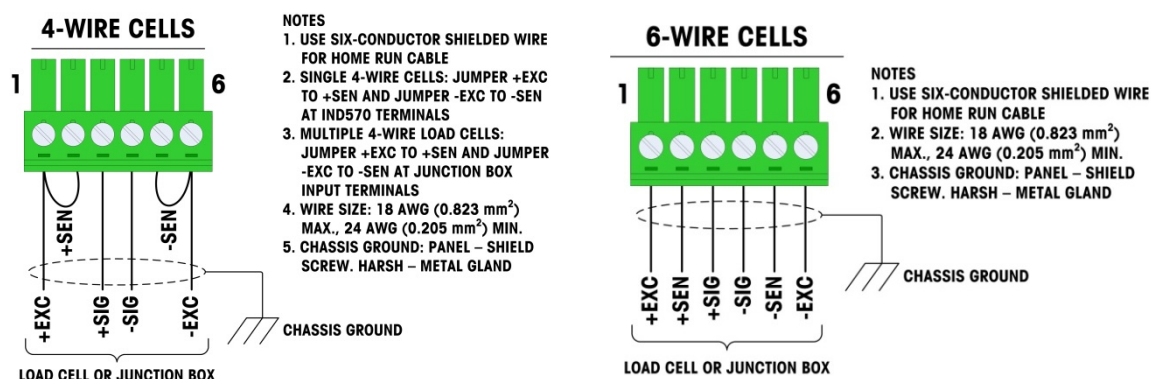 4-WIRE CELLS
1
6
+SEN
-SEN
+EXC
+SIG
-SIG
-EXC
CHASSIS GROUND
LOAD CELL OR JUNCTION BOX
NOTES
1. USE SIX-CONDUCTOR SHIELDED WIRE
FOR HOME RUN CABLE
2. SINGLE 4-WIRE CELLS: JUMPER +EXC
TO +SEN AND JUMPER -EXC TO -SEN
AT IND570 TERMINALS
3. MULTIPLE 4-WIRE LOAD CELLS:
JUMPER +EXC TO +SEN AND JUMPER
-EXC TO -SEN AT JUNCTION BOX
INPUT TERMINALS
4. WIRE SIZE: 18 AWG (0.823 mm²)
MAX., 24 AWG (0.205 mm²) MIN.
5. CHASSIS GROUND: PANEL – SHIELD
SCREW. HARSH – METAL GLAND
6-WIRE CELLS
1
6
+EXC
+SEN
+SIG
-SIG
-SEN
-EXC
CHASSIS GROUND
LOAD CELL OR JUNCTION BOX
NOTES
1. USE SIX-CONDUCTOR SHIELDED WIRE
FOR HOME RUN CABLE
2. WIRE SIZE: 18 AWG (0.823 mm²)
MAX., 24 AWG (0.205 mm²) MIN.
3. CHASSIS GROUND: PANEL – SHIELD
SCREW. HARSH – METAL GLAND